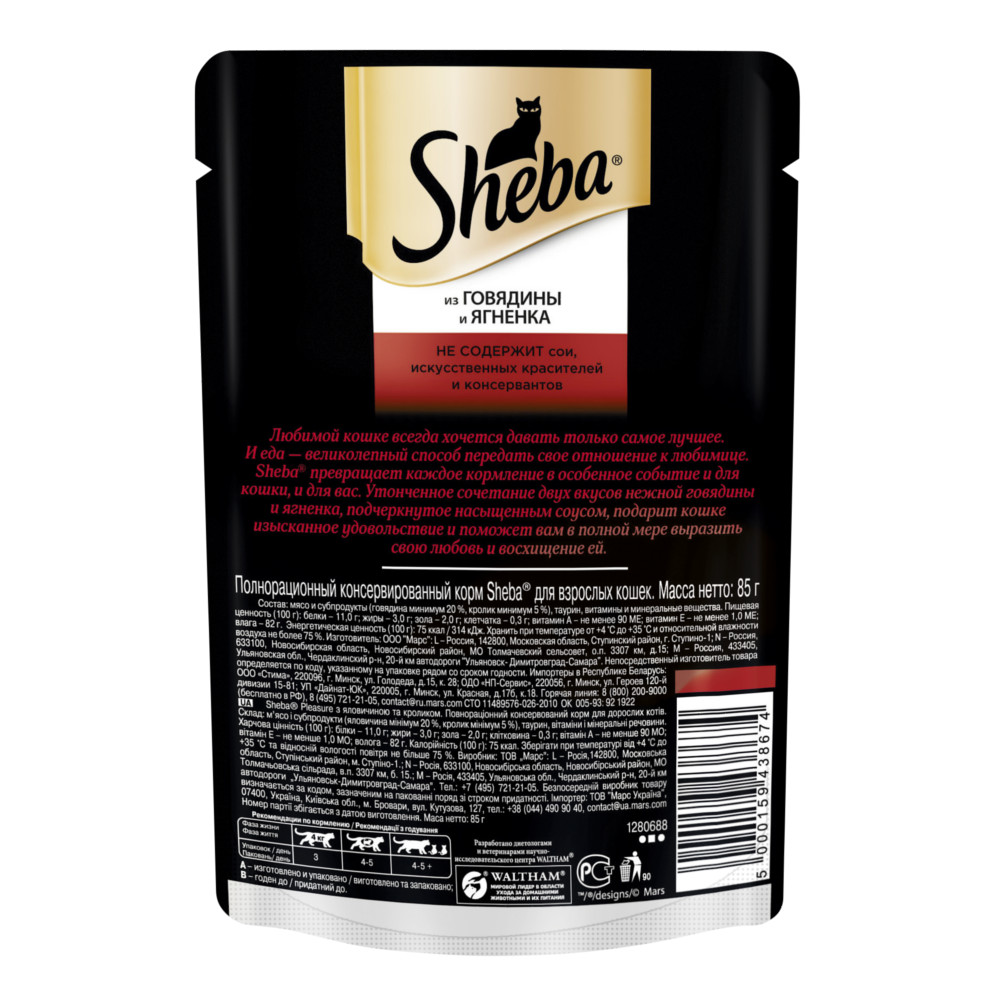 Sheba®
из ГОВЯДИНЫ
и ЯГНЕНКА
НЕ СОДЕРЖИТ сои,
искусственных красителей
и консервантов
Любимой кошке всегда хочется давать только самое лучшее.
И еда — великолепный способ передать свое отношение к любимице.
Sheba® превращает каждое кормление в особенное событие и для
кошки, и для вас. Утонченное сочетание двух вкусов нежной говядины
и ягненка, подчеркнутое насыщенным соусом, подарит кошке
изысканное удовольствие и поможет вам в полной мере выразить
свою любовь и восхищение ей.
Полнорационный консервированный корм Sheba® для взрослых кошек. Масса нетто: 85 г
Состав: мясо и субпродукты (говядина минимум 20 %, кролик минимум 5 %), таурин, витамины и минеральные вещества. Пищевая
ценность (100 г): белки – 11,0 г; жиры – 3,0 г; зола – 2,0 г; клетчатка – 0,3 г; витамин А – не менее 90 МЕ; витамин Е – не менее 1,0 МЕ;
влага – 82 г. Энергетическая ценность (100 г): 75 ккал / 314 кДж. Хранить при температуре от +4 °С до +35 °С и относительной влажности
воздуха не более 75 %. Изготовитель: ООО "Марс": L – Россия, 142800, Московская область, Ступинский район, г. Ступино-1; N – Россия,
633100, Новосибирская область, Новосибирский район, МО Толмачевский сельсовет, о.п. 3307 км, д.15; М – Россия, 433405,
Ульяновская обл., Чердаклинский р-н, 20-й км автодороги "Ульяновск-Димитровград-Самара". Непосредственный изготовитель товара
определяется по коду, указанному на упаковке рядом со сроком годности. Импортеры в Республике Беларусь:
ООО «Стима», 220096, г. Минск, ул. Голодеда, д.15, к. 28; ОДО «НП-Сервис», 220056, г. Минск, ул. Героев 120-й
дивизии 15-81; УП «Дайнат-ЮК», 220005, г. Минск, ул. Красная, д.17б, к.18. Горячая линия: 8 (800) 200-9000
(бесплатно в РФ), 8 (495) 721-21-05, contact@ru.mars.com СТО 11489576-026-2010 ОК 005-93: 92 1922
UA Sheba® Pleasure з яловичиною та кроликом. Повнорационний консервований корм для дорослих котів.
Склад: м'ясо і субпродукти (яловичина мінімум 20 %, кролик мінімум 5 %), таурин, вітаміни і мінеральні речовини.
Харчова цінність (100 г): білки – 11,0 г; жири – 3,0 г; зола – 2,0 г; клітковина – 0,3 г; вітамін А – не менше 90 МО;
вітамін Е – не менше 1,0 МО; волога – 82 г. Калорійність (100 г): 75 ккал. Зберігати при температурі від +4 °С до
+35 °С та відносній вологості повітря не більше 75 %. Виробник: ТОВ „Марс": L – Росія,142800, Московська
область, Ступінський район, м. Ступіно-1.; N – Росія, 633100, Новосибірська область, Новосибірський район, МО
Толмачьовська сільрада, в.п. 3307 км, б. 15.; М – Росія, 433405, Ульяновська обл., Чердаклінський р-н, 20-й км
автодороги "Ульяновськ-Димитровград-Самара". Тел.: +7 (495) 721-21-05. Безпосередній виробник товару
визначається за кодом, зазначеним на пакованні поряд зі строком придатності. Імпортер: ТОВ "Марс Україна",
07400, Україна, Київська обл., м. Бровари, вул. Кутузова, 127, тел.: +38 (044) 490 90 40, contact@ua.mars.com
Номер партії збігається з датою виготовлення. Маса нетто: 85 г
Рекомендации по кормлению / Рекомендації з годування
Фаза жизни
Фаза життя
4 кг
Упаковок / день
Паковань/ день
3
4-5
4-5 +
А – изготовлено и упаковано / виготовлено та запаковано;
В – годен до / придатний до.
Разработано диетологами
и ветеринарами научно-
исследовательского центра WALTHAM®
WALTHAM®
МИРОВОЙ ЛИДЕР В ОБЛАСТИ
УХОДА ЗА ДОМАШНИМИ
ЖИВОТНЫМИ И ИХ ПИТАНИЯ
1280688
90
™/®/designs/© Mars
5 000159 438674